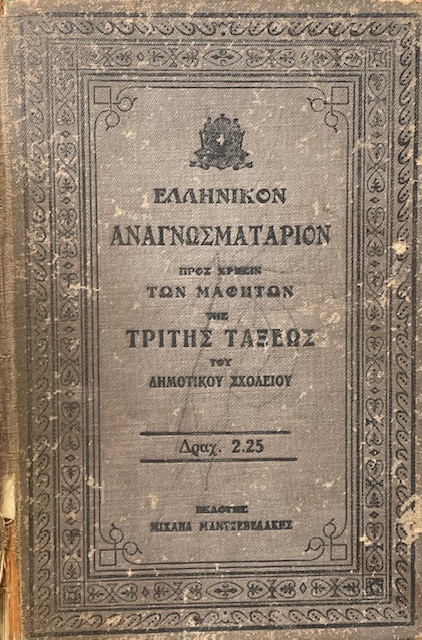 ΕΛΛΗΝΙΚΟΝ
ΑΝΑΓΝΩΣΜΑΤΑΡΙΟΝ
ΠΡΟΣ ΧΡΗΣΙΝ
ΤΩΝ ΜΑΘΗΤΩΝ
ΤΗΣ
ΤΡΙΤΗΣ ΤΑΞΕΩΣ
ΤΟΥ
ΔΗΜΟΤΙΚΟΥ ΣΧΟΛΕΙΟΥ
Δραχ. 2.25
ΕΚΔΟΤΗΣ
ΜΙΧΑΗΛ ΜΑΝΤΖΕΒΕΛΑΚΗΣ